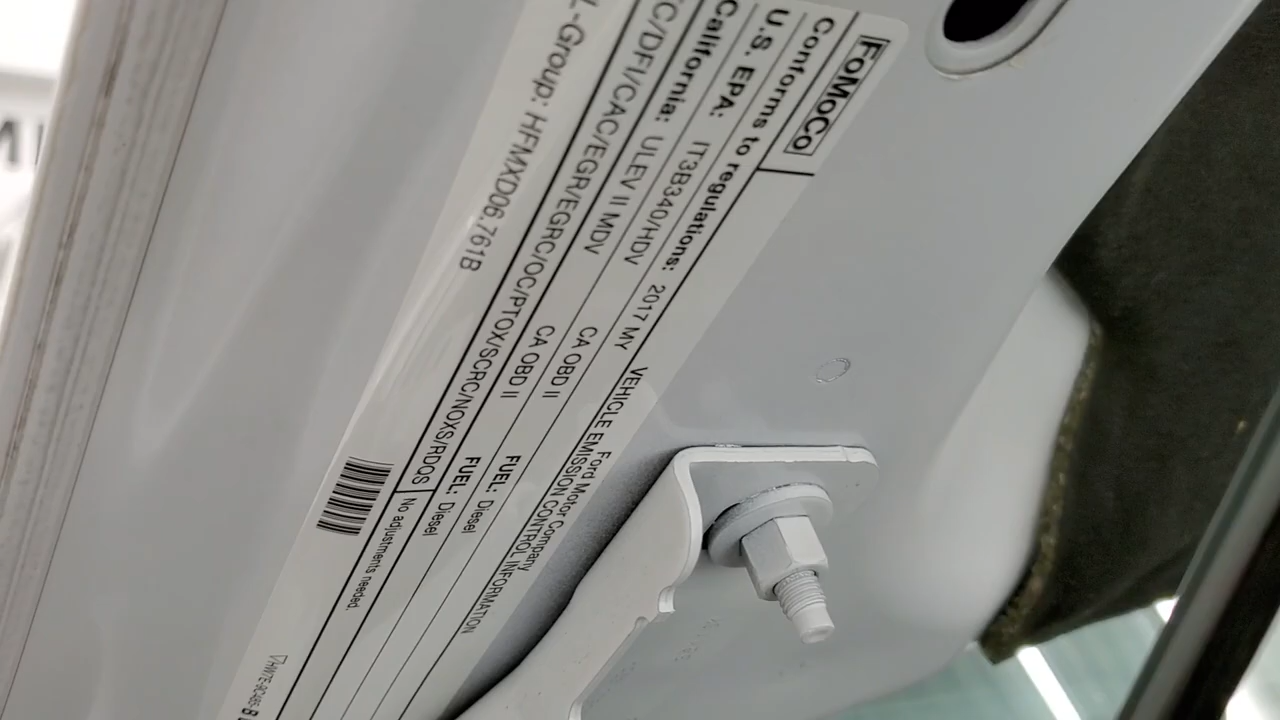 FoMoCo
VEHICLE EMISSION CONTROL INFORMATION
Ford Motor Company
Conforms to regulations: 2017 MY
U.S. EPA: IT3B340/HDV CA OBD II FUEL: Diesel
California: ULEV II MDV CA OBD II FUEL: Diesel
TC/DFI/CAC/EGR/EGRC/OC/PTOX/SCRC/NOXS/RDQS No adjustments needed.
L-Group: HFMXD06.761B